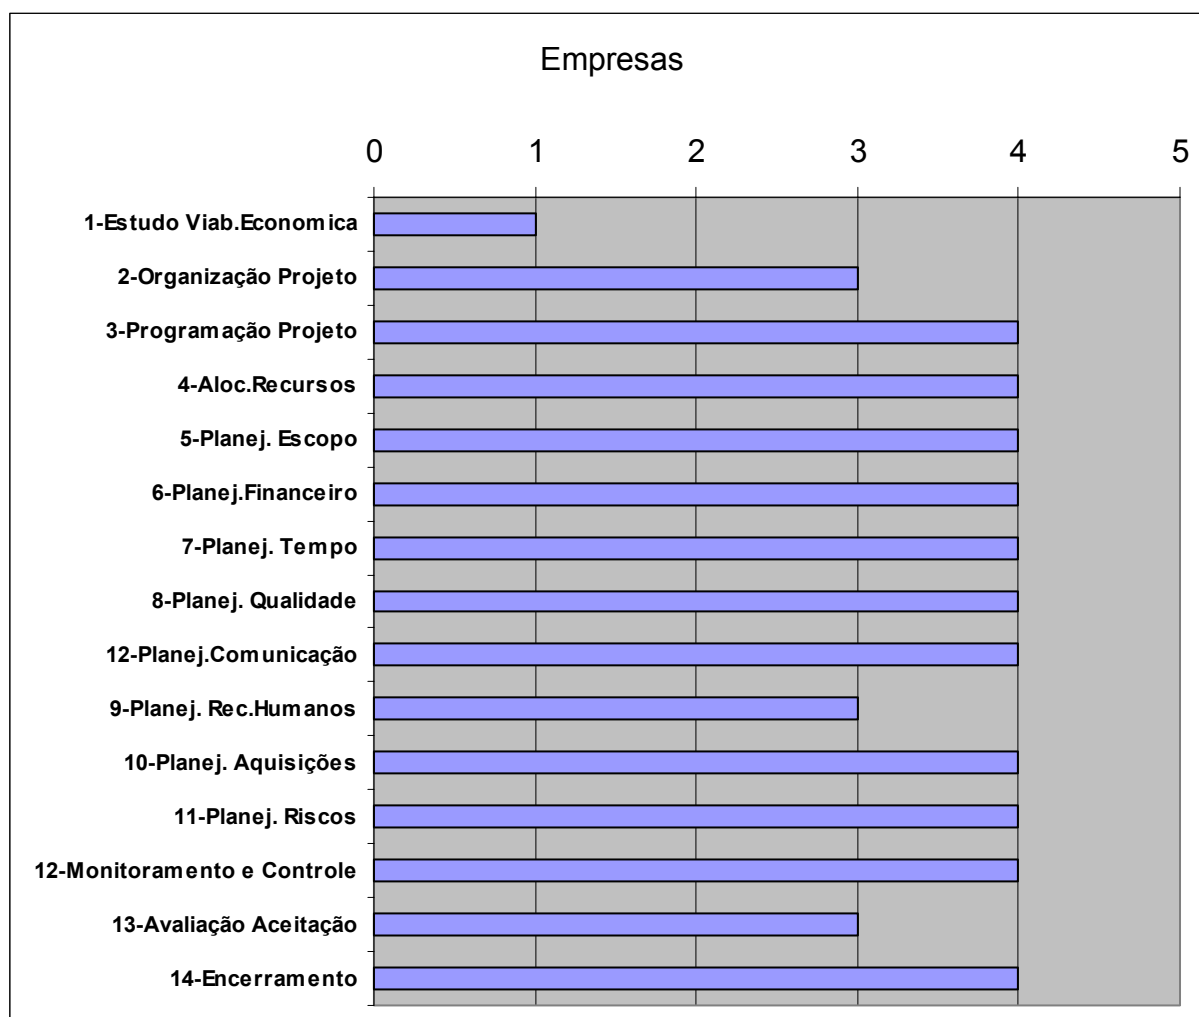 Empresas
0 1 2 3 4 5
1-Estudo Viab.Economica
2-Organização Projeto
3-Programação Projeto
4-Aloc.Recursos
5-Planej. Escopo
6-Planej.Financeiro
7-Planej. Tempo
8-Planej. Qualidade
12-Planej.Comunicação
9-Planej. Rec.Humanos
10-Planej. Aquisições
11-Planej. Riscos
12-Monitoramento e Controle
13-Avaliação Aceitação
14-Encerramento